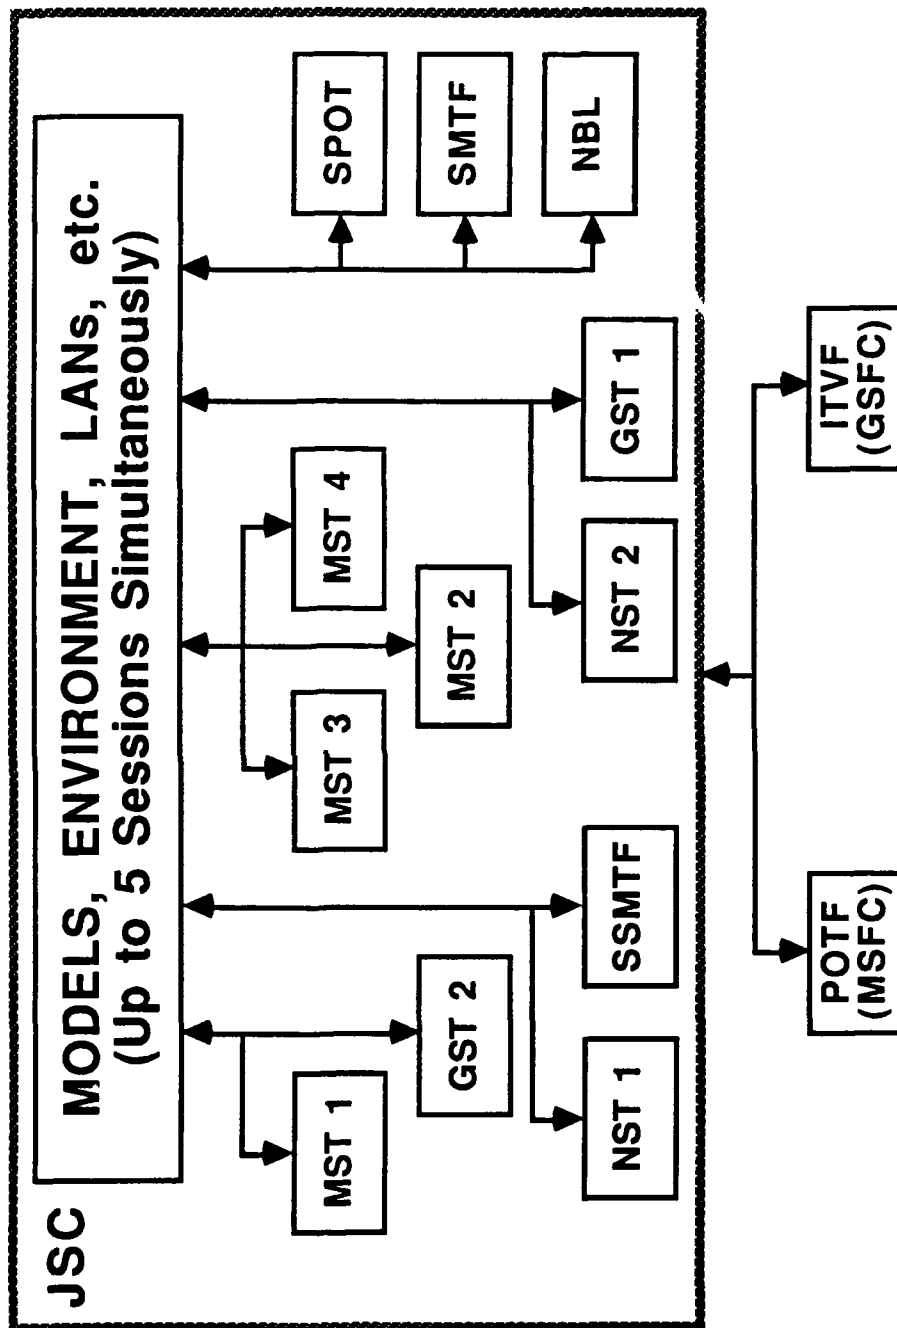 JSC
MODELS, ENVIRONMENT, LANs, etc.
(Up to 5 Sessions Simultaneously)
MST 1
MST 3
MST 4
SPOT
GST 2
MST 2
SMTF
NST 1
SSMTF
NST 2
GST 1
NBL
POTF
(MSFC)
ITVF
(GSFC)